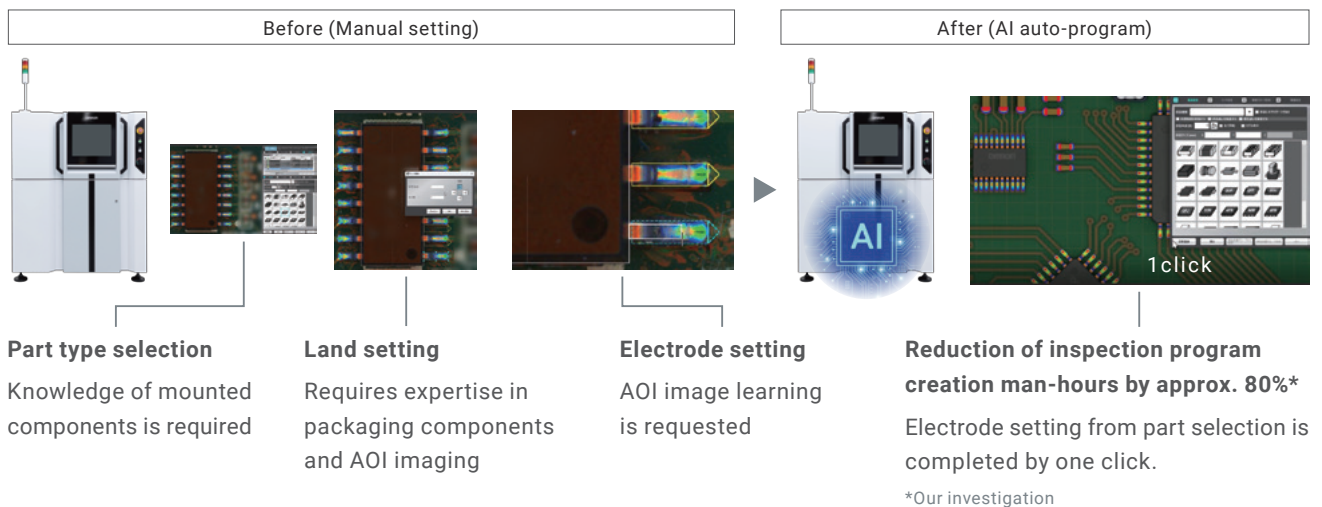 Before (Manual setting)
After (AI auto-program)
AI
1click
Part type selection
Knowledge of mounted
components is required
Land setting
Requires expertise in
packaging components
and AOI imaging
Electrode setting
AOI image learning
is requested
Reduction of inspection program
creation man-hours by approx. 80%*
Electrode setting from part selection is
completed by one click.
*Our investigation